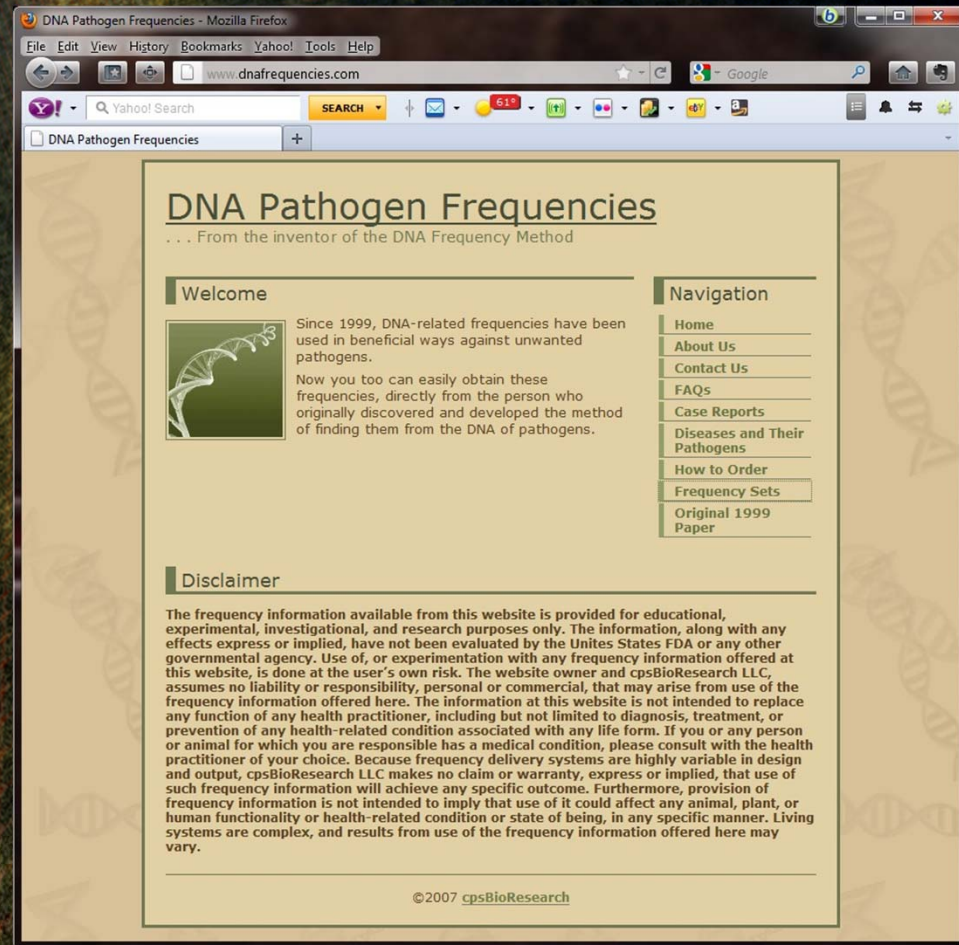 DNA Pathogen Frequencies - Mozilla Firefox
File Edit View History Bookmarks Yahoo! Tools Help
www.dnafrequencies.com
Google
Y!
Yahoo! Search
SEARCH
61°
ebY
a
DNA Pathogen Frequencies
DNA Pathogen Frequencies
. . . From the inventor of the DNA Frequency Method
Welcome
Since 1999, DNA-related frequencies have been
used in beneficial ways against unwanted
pathogens.
Now you too can easily obtain these
frequencies, directly from the person who
originally discovered and developed the method
of finding them from the DNA of pathogens.
Navigation
Home
About Us
Contact Us
FAQs
Case Reports
Diseases and Their
Pathogens
How to Order
Frequency Sets
Original 1999
Paper
Disclaimer
The frequency information available from this website is provided for educational,
experimental, investigational, and research purposes only. The information, along with any
effects express or implied, have not been evaluated by the Unites States FDA or any other
governmental agency. Use of, or experimentation with any frequency information offered at
this website, is done at the user's own risk. The website owner and cpsBioResearch LLC,
assumes no liability or responsibility, personal or commercial, that may arise from use of the
frequency information offered here. The information at this website is not intended to replace
any function of any health practitioner, including but not limited to diagnosis, treatment, or
prevention of any health-related condition associated with any life form. If you or any person
or animal for which you are responsible has a medical condition, please consult with the health
practitioner of your choice. Because frequency delivery systems are highly variable in design
and output, cpsBioResearch LLC makes no claim or warranty, express or implied, that use of
such frequency information will achieve any specific outcome. Furthermore, provision of
frequency information is not intended to imply that use of it could affect any animal, plant, or
human functionality or health-related condition or state of being, in any specific manner. Living
systems are complex, and results from use of the frequency information offered here may
vary.
©2007 cpsBioResearch